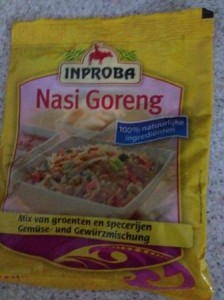 INPROBA
Nasi Goreng
100% natuurlijke
ingrediënten
Mix van groenten en specerijen
Gemüse- und Gewürzmischung